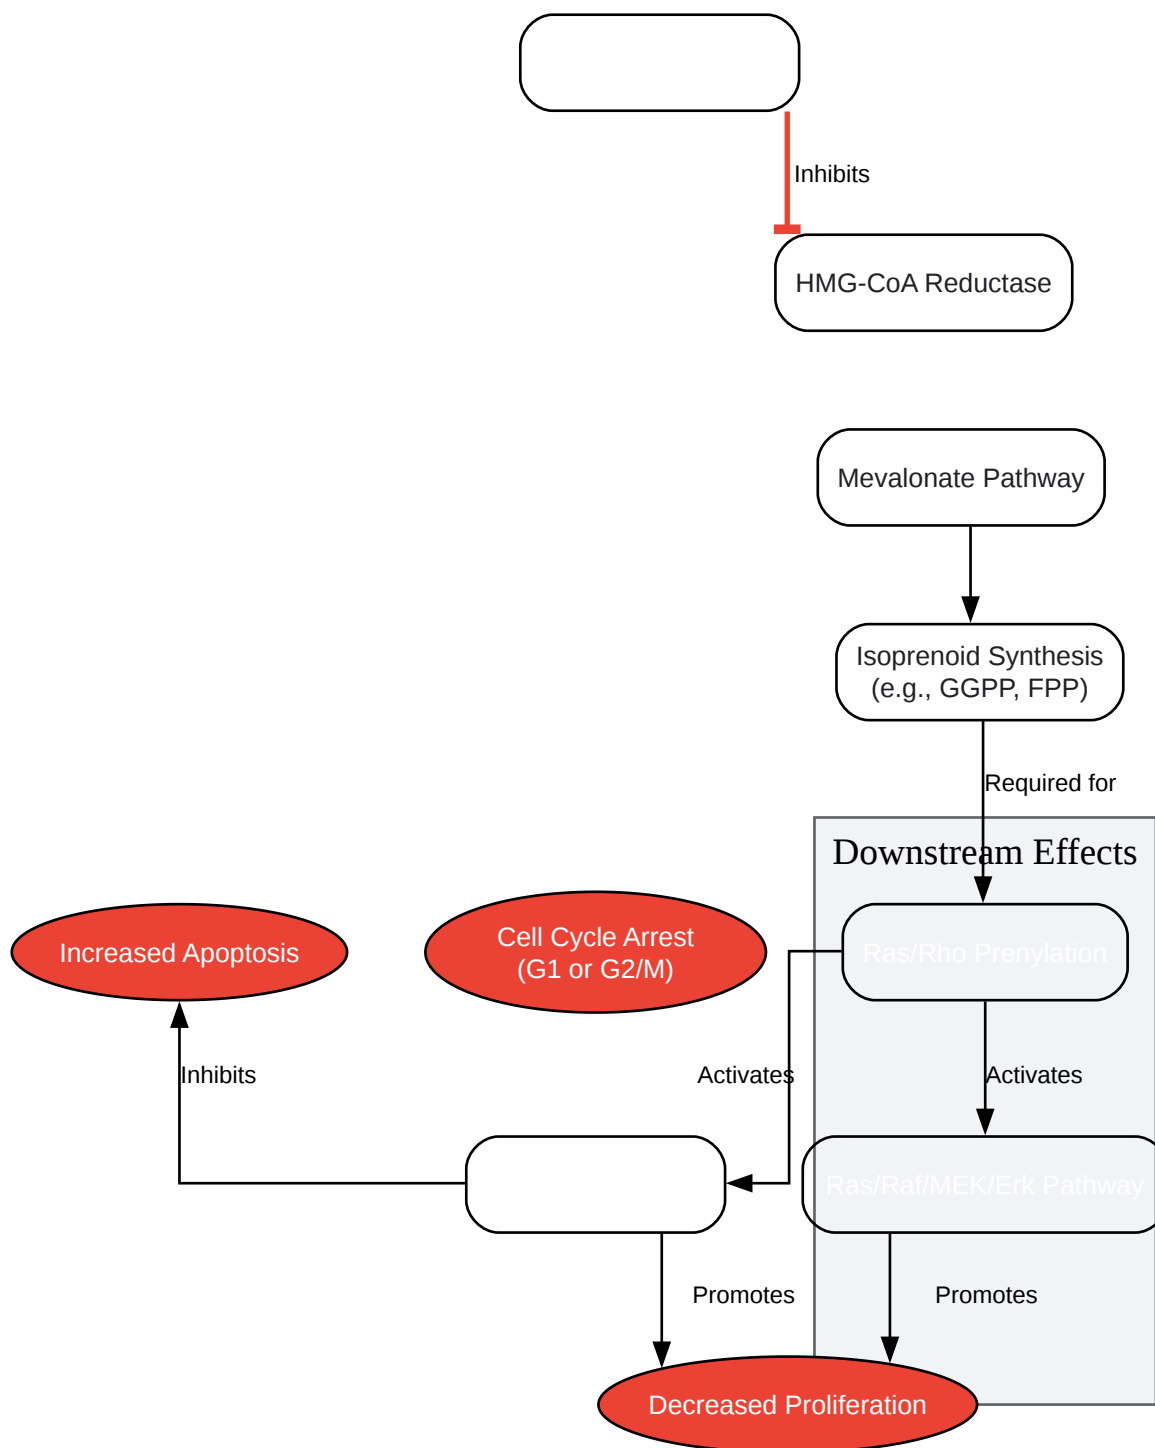 Inhibits
HMG-CoA Reductase
Mevalonate Pathway
Isoprenoid Synthesis
(e.g., GGPP, FPP)
Required for
Downstream Effects
Increased Apoptosis
Cell Cycle Arrest
(G1 or G2/M)
Ras/Rho Prenylation
Inhibits
Activates
Activates
Ras/Raf/MEK/Erk Pathway
Promotes
Promotes
Decreased Proliferation